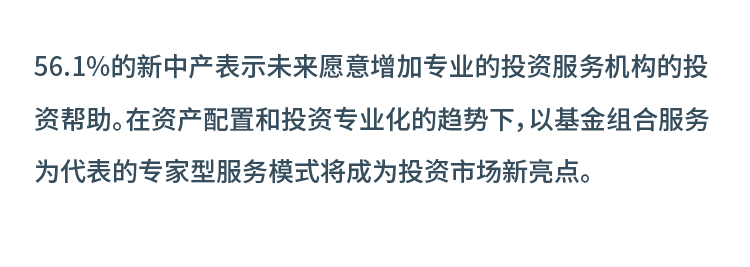 56.1%的新中产表示未来愿意增加专业的投资服务机构的投
资帮助。在资产配置和投资专业化的趋势下，以基金组合服务
为代表的专家型服务模式将成为投资市场新亮点。